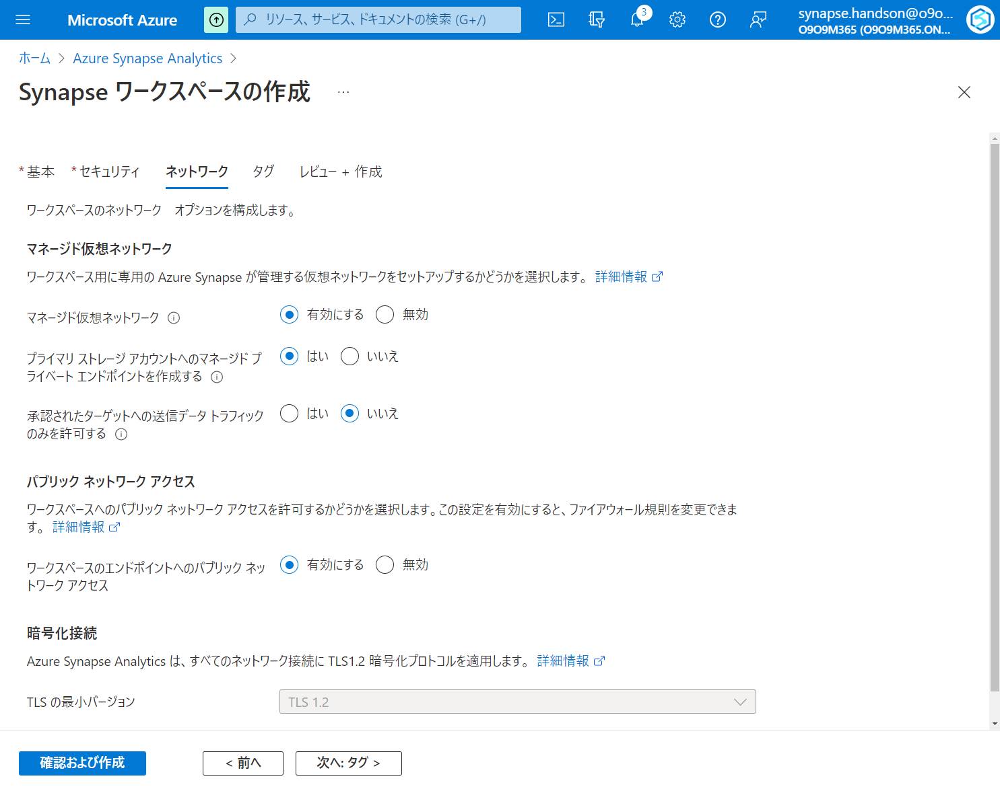 Microsoft Azure
リソース、サービス、ドキュメントの検索 (G+/)
3
synapse.handson@o9o...
O9O9M365 (O9O9M365.ON...
ホーム > Azure Synapse Analytics >
Synapse ワークスペースの作成 ...
* 基本 * セキュリティ ネットワーク タグ レビュー + 作成
ワークスペースのネットワーク オプションを構成します。
マネージド仮想ネットワーク
ワークスペース用に専用の Azure Synapse が管理する仮想ネットワークをセットアップするかどうかを選択します。 詳細情報
マネージド仮想ネットワーク 有効にする 無効
プライマリ ストレージ アカウントへのマネージド プ はい いいえ
ライベート エンドポイントを作成する
承認されたターゲットへの送信データ トラフィック はい いいえ
のみを許可する
パブリック ネットワーク アクセス
ワークスペースへのパブリック ネットワーク アクセスを許可するかどうかを選択します。この設定を有効にすると、ファイアウォール規則を変更できま
す。 詳細情報
ワークスペースのエンドポイントへのパブリック ネッ 有効にする 無効
トワーク アクセス
暗号化接続
Azure Synapse Analytics は、すべてのネットワーク接続に TLS1.2 暗号化プロトコルを適用します。 詳細情報
TLS の最小バージョン TLS 1.2
確認および作成 < 前へ 次へ: タグ >